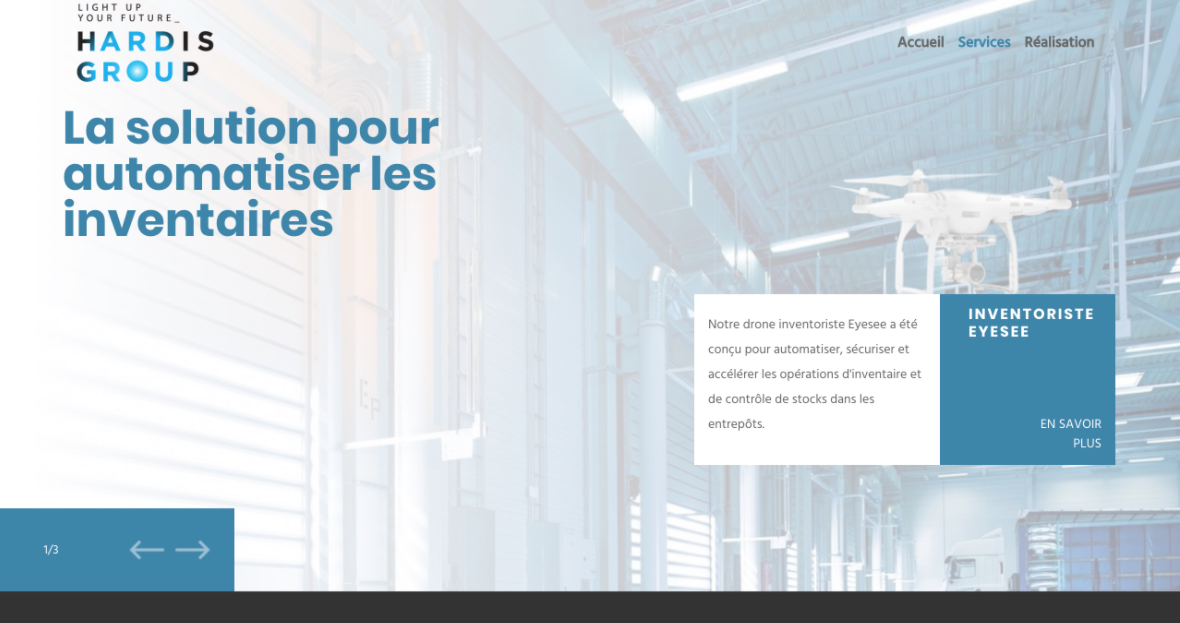 LIGHT UP
YOUR FUTURE_
HARDIS
GROUP
Accueil Services Réalisation
La solution pour
automatiser les
inventaires
Notre drone inventoriste Eyesee a été
conçu pour automatiser, sécuriser et
accélérer les opérations d'inventaire et
de contrôle de stocks dans les
entrepôts.
INVENTORISTE
EYESEE
EN SAVOIR
PLUS
1/3